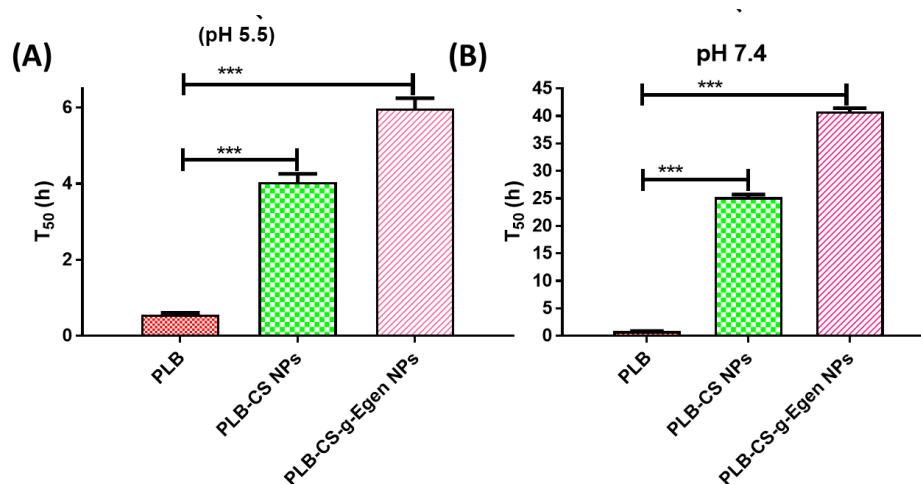 (A)
(pH 5.5)
***
***
6
4
2
0
T50 (h)
PLB
PLB-CS NPs
PLB-CS-g-Egen NPs
(B)
pH 7.4
***
***
45
40
35
30
25
20
15
10
5
0
T50 (h)
PLB
PLB-CS NPs
PLB-CS-g-Egen NPs